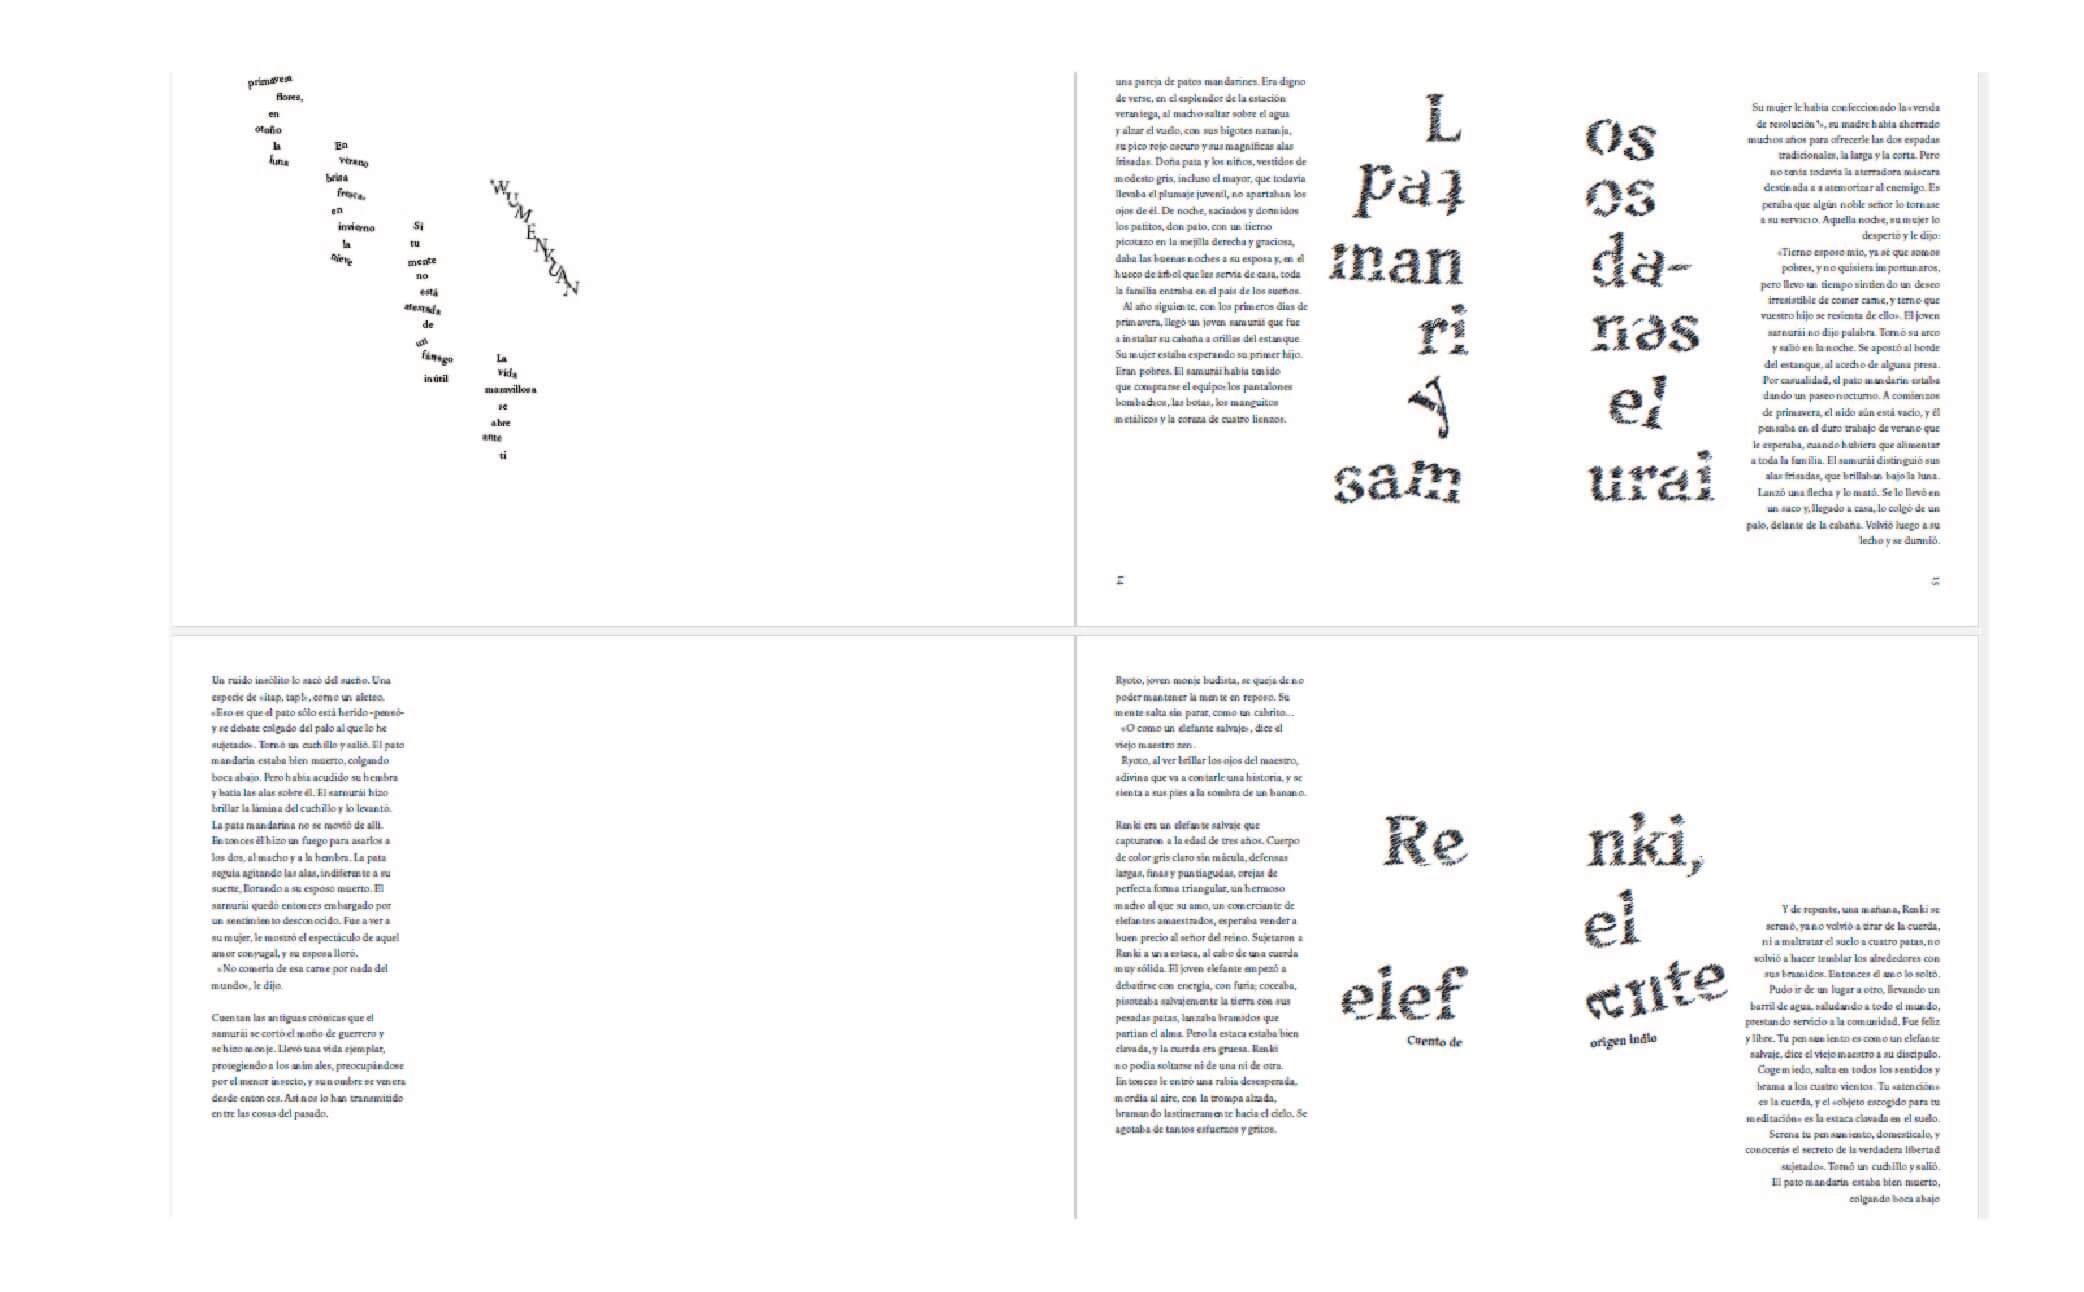 primavera
flores,
en
otoño
la
luna
En
verano
brisa
fresca,
en
invierno
la
nieve
Si
tu
mente
no
está
atestada
de
un
fárrago
inútil
La
vida
maravillosa
se
abre
ante
ti
WUMENYUAN
una pareja de patos mandarines. Era digno
de verse, en el esplendor de la estación
veraniega, al macho saltar sobre el agua
y alzar el vuelo, con sus bigotes naranja,
su pico rojo oscuro y sus magníficas alas
frisadas. Doña pata y los niños, vestidos de
modesto gris, incluso el mayor, que todavía
llevaba el plumaje juvenil, no apartaban los
ojos de él. De noche, saciados y dormidos
los patitos, don pato, con un tierno
picotazo en la mejilla derecha y graciosa,
daba las buenas noches a su esposa y, en el
hueco de árbol que les servía de casa, toda
la familia entraba en el país de los sueños.
Al año siguiente, con los primeros días de
primavera, llegó un joven samurái que fue
a instalar su cabaña a orillas del estanque.
Su mujer estaba esperando su primer hijo.
Eran pobres. El samurái había tenido
que comprarse el equipo: los pantalones
bombachos, las botas, los manguitos
metálicos y la coraza de cuatro lienzos.
14
L os
pat os
man da-
ri nas
y el
sam urai
Su mujer le había confeccionado la «venda
de resolución"», su madre había ahorrado
muchos años para ofrecerle las dos espadas
tradicionales, la larga y la corta. Pero
no tenía todavía la aterradora máscara
destinada a a atemorizar al enemigo. Es
peraba que algún noble señor lo tomase
a su servicio. Aquella noche, su mujer lo
despertó y le dijo:
«Tierno esposo mío, ya sé que somos
pobres, y no quisiera importunaros,
pero llevo un tiempo sintiendo un deseo
irresistible de comer carne, y temo que
vuestro hijo se resienta de ello». El joven
samurái no dijo palabra. Tomó su arco
y salió en la noche. Se apostó al borde
del estanque, al acecho de alguna presa.
Por casualidad, el pato mandarín estaba
dando un paseo nocturno. A comienzos
de primavera, el nido aún está vacío, y él
pensaba en el duro trabajo de verano que
le esperaba, cuando hubiera que alimentar
a toda la familia. El samurái distinguió sus
alas frisadas, que brillaban bajo la luna.
Lanzó una flecha y lo mató. Se lo llevó en
un saco y, llegado a casa, lo colgó de un
palo, delante de la cabaña. Volvió luego a su
lecho y se durmió.
15
Un ruido insólito lo sacó del sueño. Una
especie de «¡tap, tap!», como un aleteo.
«Eso es que el pato sólo está herido –pensó–
y se debate colgado del palo al que lo he
sujetado». Tomó un cuchillo y salió. El pato
mandarín estaba bien muerto, colgando
boca abajo. Pero había acudido su hembra
y batía las alas sobre él. El samurái hizo
brillar la lámina del cuchillo y lo levantó.
La pata mandarina no se movió de allí.
Entonces él hizo un fuego para asarlos a
los dos, al macho y a la hembra. La pata
seguía agitando las alas, indiferente a su
suerte, llorando a su esposo muerto. El
samurái quedó entonces embargado por
un sentimiento desconocido. Fue a ver a
su mujer, le mostró el espectáculo de aquel
amor conyugal, y su esposa lloró.
«No comería de esa carne por nada del
mundo», le dijo.
Cuentan las antiguas crónicas que el
samurái se cortó el moño de guerrero y
se hizo monje. Llevó una vida ejemplar,
protegiendo a los animales, preocupándose
por el menor insecto, y su nombre se venera
desde entonces. Así nos lo han transmitido
entre las cosas del pasado.
Ryoto, joven monje budista, se queja de no
poder mantener la mente en reposo. Su
mente salta sin parar, como un cabrito...
«O como un elefante salvaje», dice el
viejo maestro zen.
Ryoto, al ver brillar los ojos del maestro,
adivina que va a contarle una historia, y se
sienta a sus pies a la sombra de un banano.
Renki era un elefante salvaje que
capturaron a la edad de tres años. Cuerpo
de color gris claro sin mácula, defensas
largas, finas y puntiagudas, orejas de
perfecta forma triangular, un hermoso
macho al que su amo, un comerciante de
elefantes amaestrados, esperaba vender a
buen precio al señor del reino. Sujetaron a
Renki a una estaca, al cabo de una cuerda
muy sólida. El joven elefante empezó a
debatirse con energía, con furia; coceaba,
pisoteaba salvajemente la tierra con sus
pesadas patas, lanzaba bramidos que
partían el alma. Pero la estaca estaba bien
clavada, y la cuerda era gruesa. Renki
no podía soltarse ni de una ni de otra.
Entonces le entró una rabia desesperada,
mordía al aire, con la trompa alzada,
bramando lastimeramente hacia el cielo. Se
agotaba de tantos esfuerzos y gritos.
Re nki,
el
elef ante
Cuento de origen indio
Y de repente, una mañana, Renki se
serenó, ya no volvió a tirar de la cuerda,
ni a maltratar el suelo a cuatro patas, no
volvió a hacer temblar los alrededores con
sus bramidos. Entonces el amo lo soltó.
Pudo ir de un lugar a otro, llevando un
barril de agua, saludando a todo el mundo,
prestando servicio a la comunidad. Fue feliz
y libre. Tu pensamiento es como un elefante
salvaje, dice el viejo maestro a su discípulo.
Coge miedo, salta en todos los sentidos y
brama a los cuatro vientos. Tu «atención»
es la cuerda, y el «objeto escogido para tu
meditación» es la estaca clavada en el suelo.
Serena tu pensamiento, domestícalo, y
conocerás el secreto de la verdadera libertad
sujetado». Tomó un cuchillo y salió.
El pato mandarín estaba bien muerto,
colgando boca abajo